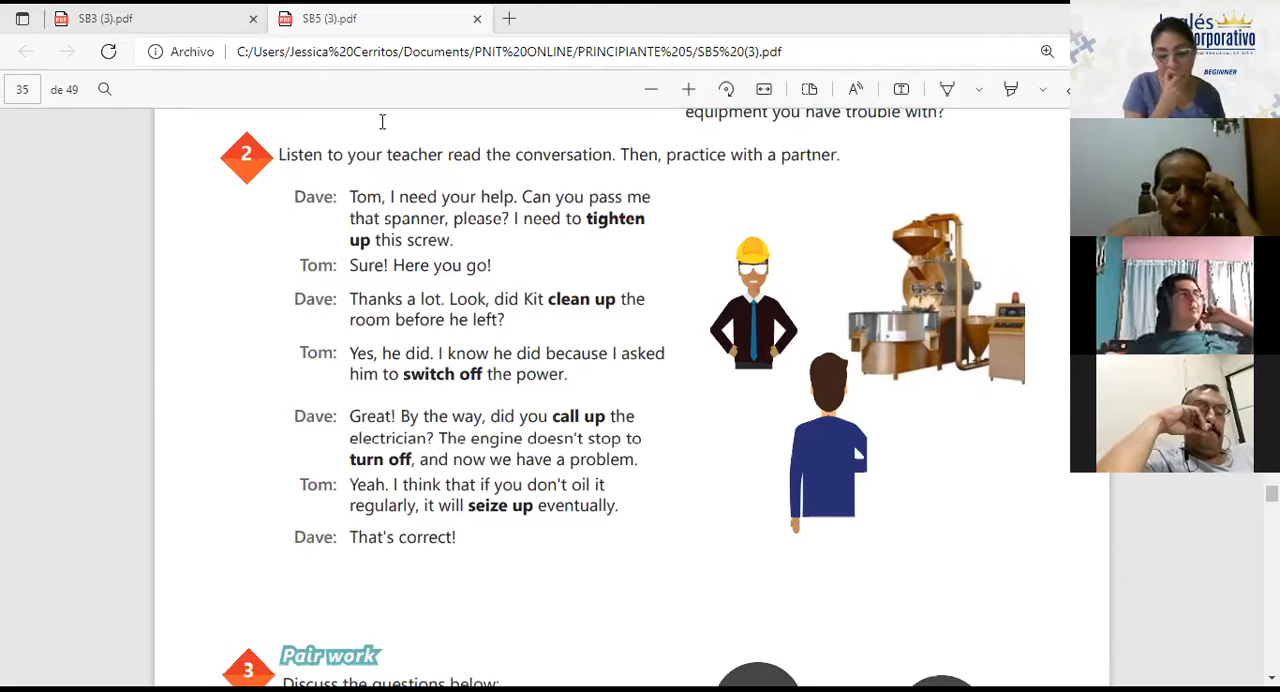 SB3 (3).pdf
SB5 (3).pdf
Archivo
C:/Users/Jessica%20Cerritos/Documents/PNIT%20ONLINE/PRINCIPIANTE%205/SB5%20(3).pdf
35 de 49
equipment you have trouble with?
2 Listen to your teacher read the conversation. Then, practice with a partner.
Dave: Tom, I need your help. Can you pass me
that spanner, please? I need to tighten
up this screw.
Tom: Sure! Here you go!
Dave: Thanks a lot. Look, did Kit clean up the
room before he left?
Tom: Yes, he did. I know he did because I asked
him to switch off the power.
Dave: Great! By the way, did you call up the
electrician? The engine doesn't stop to
turn off, and now we have a problem.
Tom: Yeah. I think that if you don't oil it
regularly, it will seize up eventually.
Dave: That's correct!
3 Pair work
Discuss the questions below:
Inglés
BEGINNER